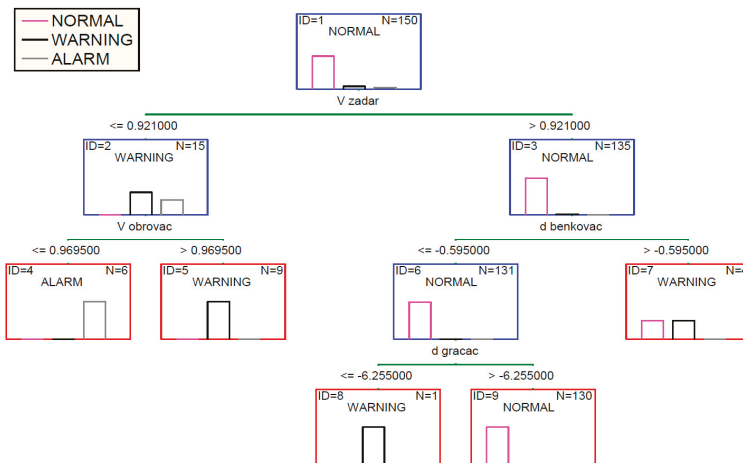 NORMAL
WARNING
ALARM
ID=1 N=150
NORMAL
V zadar
<= 0.921000 > 0.921000
ID=2 N=15
WARNING
V obrovac
ID=3 N=135
NORMAL
d benkovac
<= 0.969500 > 0.969500
<= -0.595000 > -0.595000
ID=4 N=6
ALARM
ID=5 N=9
WARNING
ID=6 N=131
NORMAL
d gracac
ID=7 N=4
WARNING
<= -6.255000 > -6.255000
ID=8 N=1
WARNING
ID=9 N=130
NORMAL